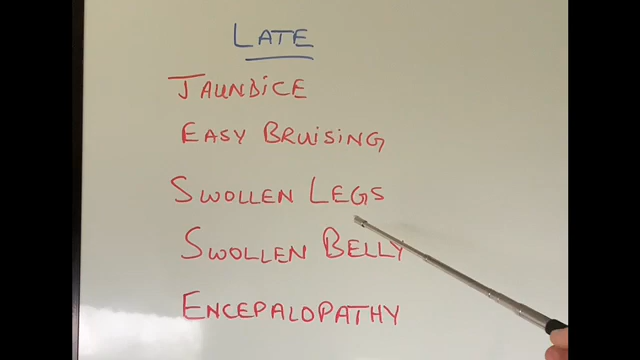 LATE
JAUNDICE
EASY BRUISING
SWOLLEN LEGS
SWOLLEN BELLY
ENCEPALOPATHY